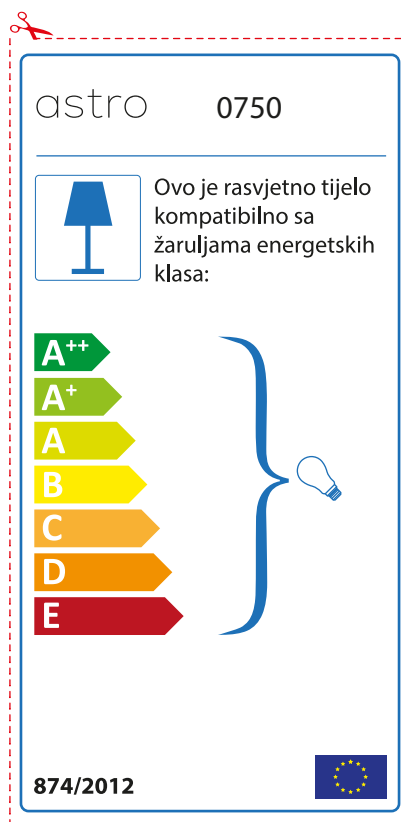 astro 0750
Ovo je rasvjetno tijelo
kompatibilno sa
žaruljama energetskih
klasa:
A++
A+
A
B
C
D
E
874/2012